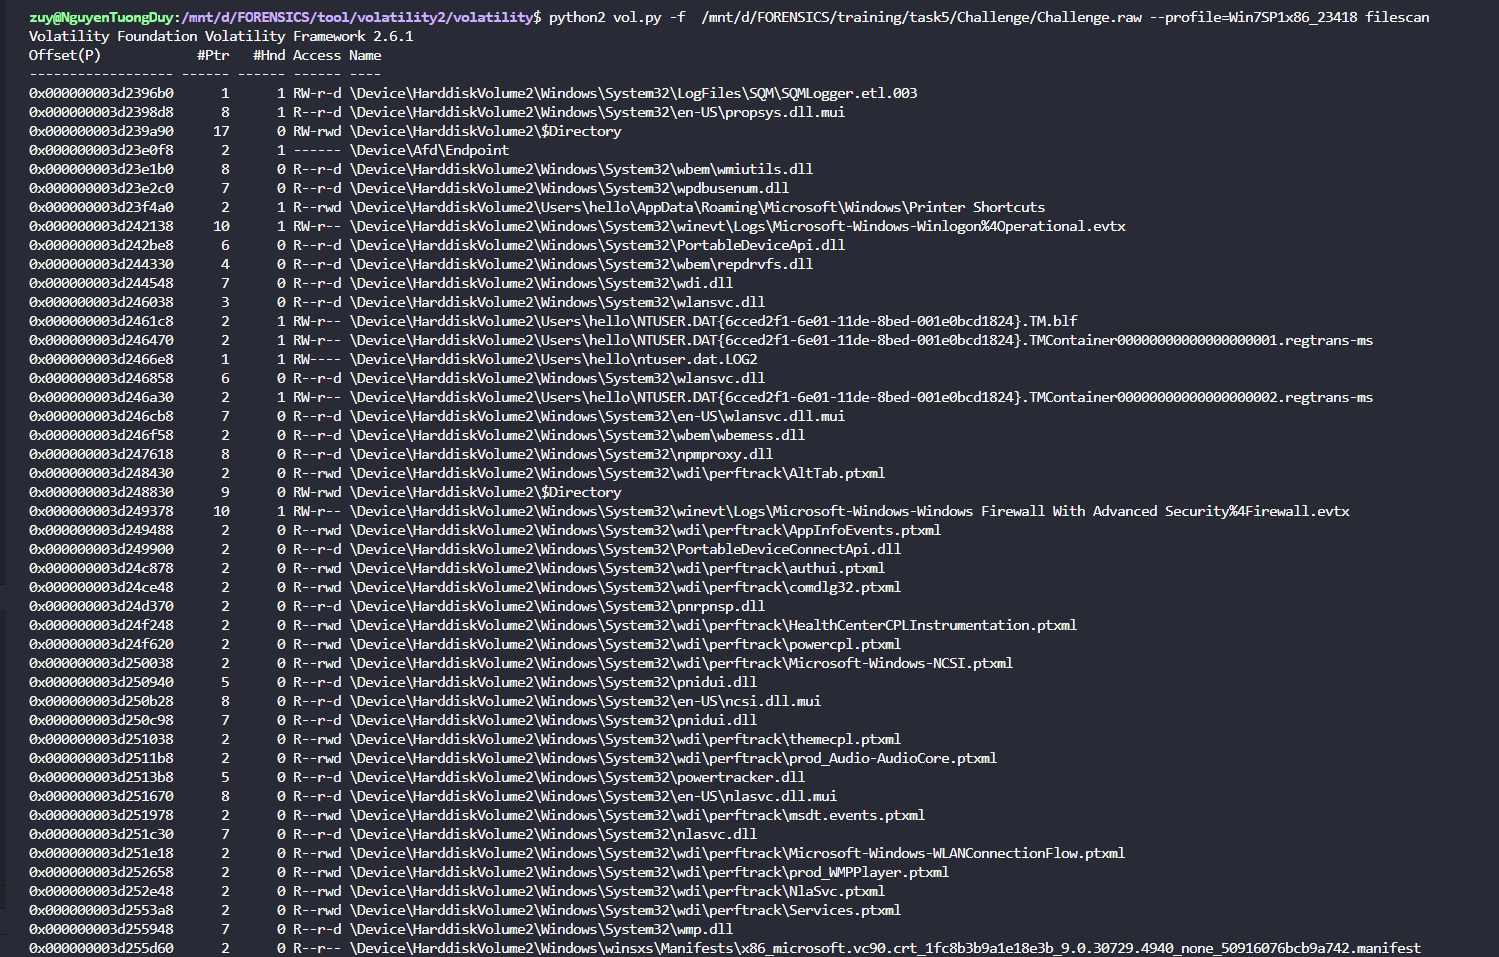 zuy@NguyenTuongDuy:/mnt/d/FORENSICS/tool/volatility2/volatility$ python2 vol.py -f  /mnt/d/FORENSICS/training/task5/Challenge/Challenge.raw --profile=Win7SP1x86_23418 filescan
Volatility Foundation Volatility Framework 2.6.1
Offset(P)            #Ptr   #Hnd Access Name
------------------ ------ ------ ------ ----
0x000000003d2396b0      1      1 RW-r-d \Device\HarddiskVolume2\Windows\System32\LogFiles\SQM\SQMLogger.etl.003
0x000000003d2398d8      8      1 R--r-d \Device\HarddiskVolume2\Windows\System32\en-US\propsys.dll.mui
0x000000003d239a90     17      0 RW-rwd \Device\HarddiskVolume2\$Directory
0x000000003d23e0f8      2      1 ------ \Device\Afd\Endpoint
0x000000003d23e1b0      8      0 R--r-d \Device\HarddiskVolume2\Windows\System32\wbem\wmiutils.dll
0x000000003d23e2c0      7      0 R--r-d \Device\HarddiskVolume2\Windows\System32\wpdbusenum.dll
0x000000003d23f4a0      2      1 R--rwd \Device\HarddiskVolume2\Users\hello\AppData\Roaming\Microsoft\Windows\Printer Shortcuts
0x000000003d242138     10      1 RW-r-- \Device\HarddiskVolume2\Windows\System32\winevt\Logs\Microsoft-Windows-Winlogon%4Operational.evtx
0x000000003d242be8      6      0 R--r-d \Device\HarddiskVolume2\Windows\System32\PortableDeviceApi.dll
0x000000003d244330      4      0 R--r-d \Device\HarddiskVolume2\Windows\System32\wbem\repdrvfs.dll
0x000000003d244548      7      0 R--r-d \Device\HarddiskVolume2\Windows\System32\wdi.dll
0x000000003d246038      3      0 R--r-d \Device\HarddiskVolume2\Windows\System32\wlansvc.dll
0x000000003d2461c8      2      1 RW-r-- \Device\HarddiskVolume2\Users\hello\NTUSER.DAT{6cced2f1-6e01-11de-8bed-001e0bcd1824}.TM.blf
0x000000003d246470      2      1 RW-r-- \Device\HarddiskVolume2\Users\hello\NTUSER.DAT{6cced2f1-6e01-11de-8bed-001e0bcd1824}.TMContainer00000000000000000001.regtrans-ms
0x000000003d2466e8      1      1 RW---- \Device\HarddiskVolume2\Users\hello\ntuser.dat.LOG2
0x000000003d246858      6      0 R--r-d \Device\HarddiskVolume2\Windows\System32\wlansvc.dll
0x000000003d246a30      2      1 RW-r-- \Device\HarddiskVolume2\Users\hello\NTUSER.DAT{6cced2f1-6e01-11de-8bed-001e0bcd1824}.TMContainer00000000000000000002.regtrans-ms
0x000000003d246cb8      7      0 R--r-d \Device\HarddiskVolume2\Windows\System32\en-US\wlansvc.dll.mui
0x000000003d246f58      2      0 R--r-d \Device\HarddiskVolume2\Windows\System32\wbem\wbemess.dll
0x000000003d247618      8      0 R--r-d \Device\HarddiskVolume2\Windows\System32\npmproxy.dll
0x000000003d248430      2      0 R--rwd \Device\HarddiskVolume2\Windows\System32\wdi\perftrack\AltTab.ptxml
0x000000003d248830      9      0 RW-rwd \Device\HarddiskVolume2\$Directory
0x000000003d249378     10      1 RW-r-- \Device\HarddiskVolume2\Windows\System32\winevt\Logs\Microsoft-Windows-Windows Firewall With Advanced Security%4Firewall.evtx
0x000000003d249488      2      0 R--rwd \Device\HarddiskVolume2\Windows\System32\wdi\perftrack\AppInfoEvents.ptxml
0x000000003d249900      2      0 R--r-d \Device\HarddiskVolume2\Windows\System32\PortableDeviceConnectApi.dll
0x000000003d24c878      2      0 R--rwd \Device\HarddiskVolume2\Windows\System32\wdi\perftrack\authui.ptxml
0x000000003d24ce48      2      0 R--rwd \Device\HarddiskVolume2\Windows\System32\wdi\perftrack\comdlg32.ptxml
0x000000003d24d370      2      0 R--r-d \Device\HarddiskVolume2\Windows\System32\pnrpnsp.dll
0x000000003d24f248      2      0 R--rwd \Device\HarddiskVolume2\Windows\System32\wdi\perftrack\HealthCenterCPLInstrumentation.ptxml
0x000000003d24f620      2      0 R--rwd \Device\HarddiskVolume2\Windows\System32\wdi\perftrack\powercpl.ptxml
0x000000003d250038      2      0 R--rwd \Device\HarddiskVolume2\Windows\System32\wdi\perftrack\Microsoft-Windows-NCSI.ptxml
0x000000003d250940      5      0 R--r-d \Device\HarddiskVolume2\Windows\System32\pnidui.dll
0x000000003d250b28      8      0 R--r-d \Device\HarddiskVolume2\Windows\System32\en-US\ncsi.dll.mui
0x000000003d250c98      7      0 R--r-d \Device\HarddiskVolume2\Windows\System32\pnidui.dll
0x000000003d251038      2      0 R--rwd \Device\HarddiskVolume2\Windows\System32\wdi\perftrack\themecpl.ptxml
0x000000003d2511b8      2      0 R--rwd \Device\HarddiskVolume2\Windows\System32\wdi\perftrack\prod_Audio-AudioCore.ptxml
0x000000003d2513b8      5      0 R--r-d \Device\HarddiskVolume2\Windows\System32\powertracker.dll
0x000000003d251670      8      0 R--r-d \Device\HarddiskVolume2\Windows\System32\en-US\nlasvc.dll.mui
0x000000003d251978      2      0 R--rwd \Device\HarddiskVolume2\Windows\System32\wdi\perftrack\msdt.events.ptxml
0x000000003d251c30      7      0 R--r-d \Device\HarddiskVolume2\Windows\System32\nlasvc.dll
0x000000003d251e18      2      0 R--rwd \Device\HarddiskVolume2\Windows\System32\wdi\perftrack\Microsoft-Windows-WLANConnectionFlow.ptxml
0x000000003d252658      2      0 R--rwd \Device\HarddiskVolume2\Windows\System32\wdi\perftrack\prod_WMPPlayer.ptxml
0x000000003d252e48      2      0 R--rwd \Device\HarddiskVolume2\Windows\System32\wdi\perftrack\NlaSvc.ptxml
0x000000003d2553a8      2      0 R--rwd \Device\HarddiskVolume2\Windows\System32\wdi\perftrack\Services.ptxml
0x000000003d255948      7      0 R--r-d \Device\HarddiskVolume2\Windows\System32\wmp.dll
0x000000003d255d60      2      0 R--r-- \Device\HarddiskVolume2\Windows\winsxs\Manifests\x86_microsoft.vc90.crt_1fc8b3b9a1e18e3b_9.0.30729.4940_none_50916076bcb9a742.manifest